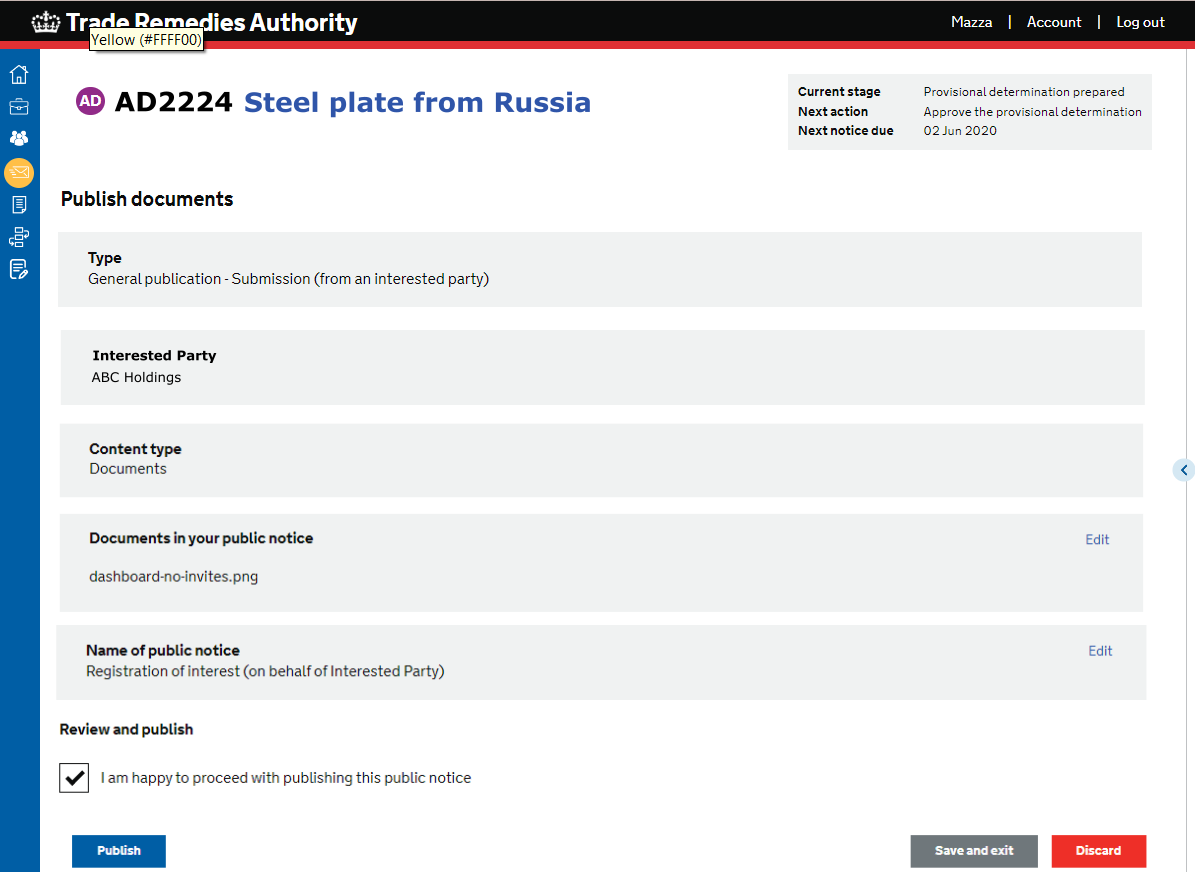 Trade Remedies Authority
Mazza | Account | Log out
Yellow (#FFFF00)
AD AD2224 Steel plate from Russia
Current stage Provisional determination prepared
Next action Approve the provisional determination
Next notice due 02 Jun 2020
Publish documents
Type
General publication - Submission (from an interested party)
Interested Party
ABC Holdings
Content type
Documents
Documents in your public notice Edit
dashboard-no-invites.png
Name of public notice Edit
Registration of interest (on behalf of Interested Party)
Review and publish
I am happy to proceed with publishing this public notice
Publish Save and exit Discard